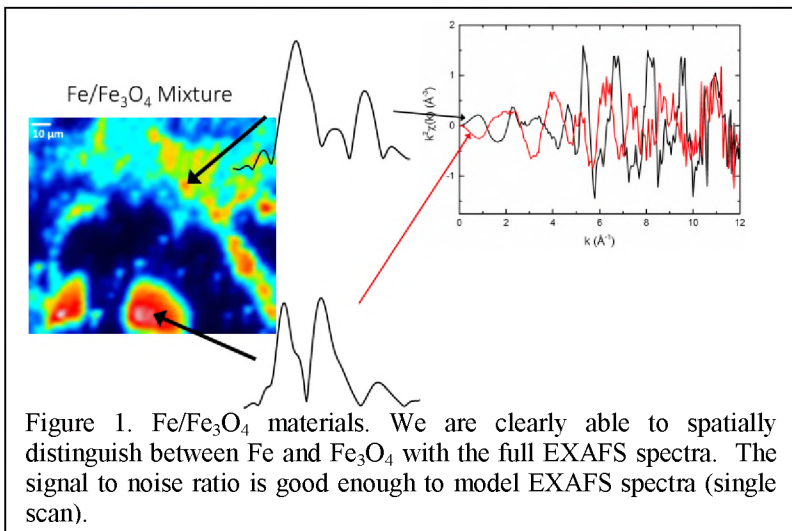 Fe/Fe₃O₄ Mixture
10 μm
k²χ(k) (Å⁻³)
2
1
0
-1
0
2
4
6
8
10
12
k (Å⁻¹)
Figure 1. Fe/Fe₃O₄ materials. We are clearly able to spatially
distinguish between Fe and Fe₃O₄ with the full EXAFS spectra. The
signal to noise ratio is good enough to model EXAFS spectra (single
scan).